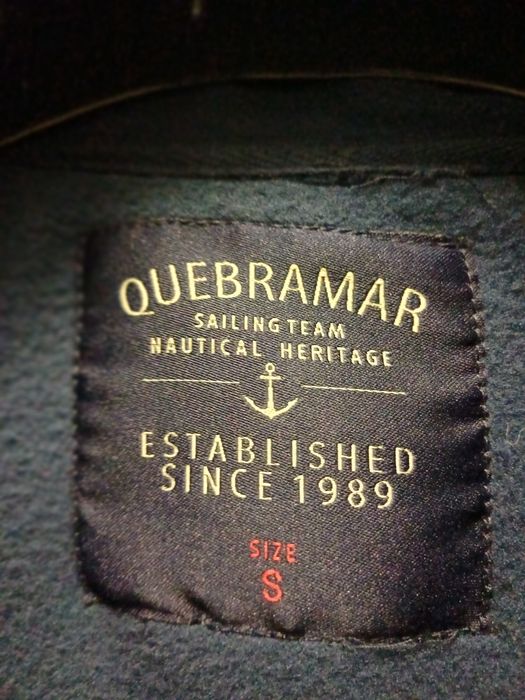 QUEBRAMAR
SAILING TEAM
NAUTICAL HERITAGE
ESTABLISHED
SINCE 1989
SIZE
S